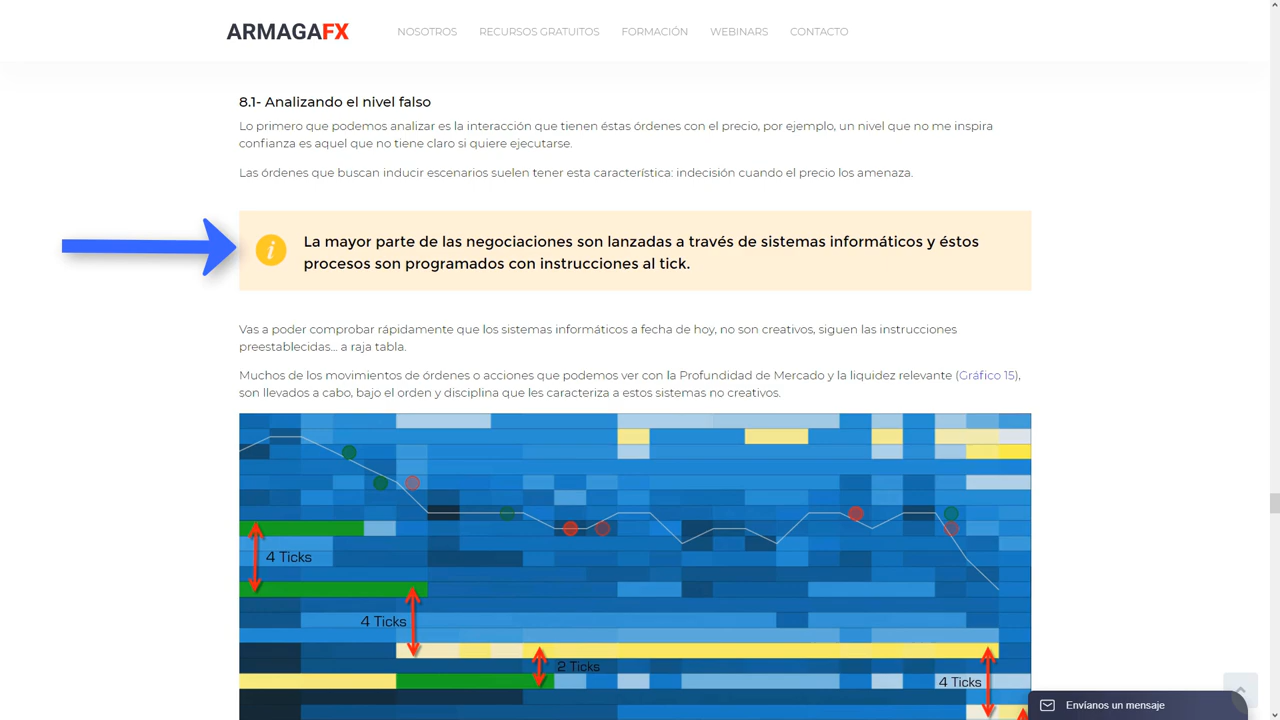 ARMAGAFX
NOSOTROS
RECURSOS GRATUITOS
FORMACIÓN
WEBINARS
CONTACTO
8.1- Analizando el nivel falso
Lo primero que podemos analizar es la interacción que tienen éstas órdenes con el precio, por ejemplo, un nivel que no me inspira
confianza es aquel que no tiene claro si quiere ejecutarse.
Las órdenes que buscan inducir escenarios suelen tener esta característica: indecisión cuando el precio los amenaza.
i
La mayor parte de las negociaciones son lanzadas a través de sistemas informáticos y éstos
procesos son programados con instrucciones al tick.
Vas a poder comprobar rápidamente que los sistemas informáticos a fecha de hoy, no son creativos, siguen las instrucciones
preestablecidas... a raja tabla.
Muchos de los movimientos de órdenes o acciones que podemos ver con la Profundidad de Mercado y la liquidez relevante (Gráfico 15),
son llevados a cabo, bajo el orden y disciplina que les caracteriza a estos sistemas no creativos.
4 Ticks
4 Ticks
2 Ticks
4 Ticks
Envíanos un mensaje